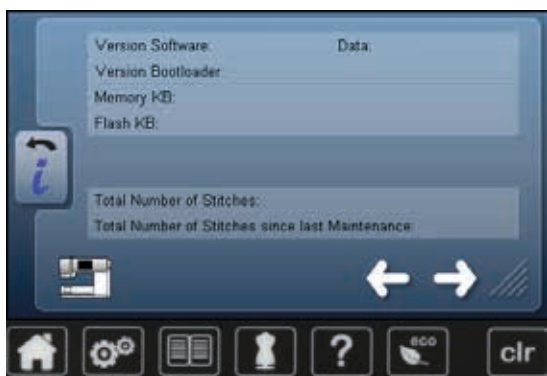 Version Software: Data:
Version Bootloader
Memory KB:
Flash KB:
i
Total Number of Stitches:
Total Number of Stitches since last Maintenance:
? eco clr